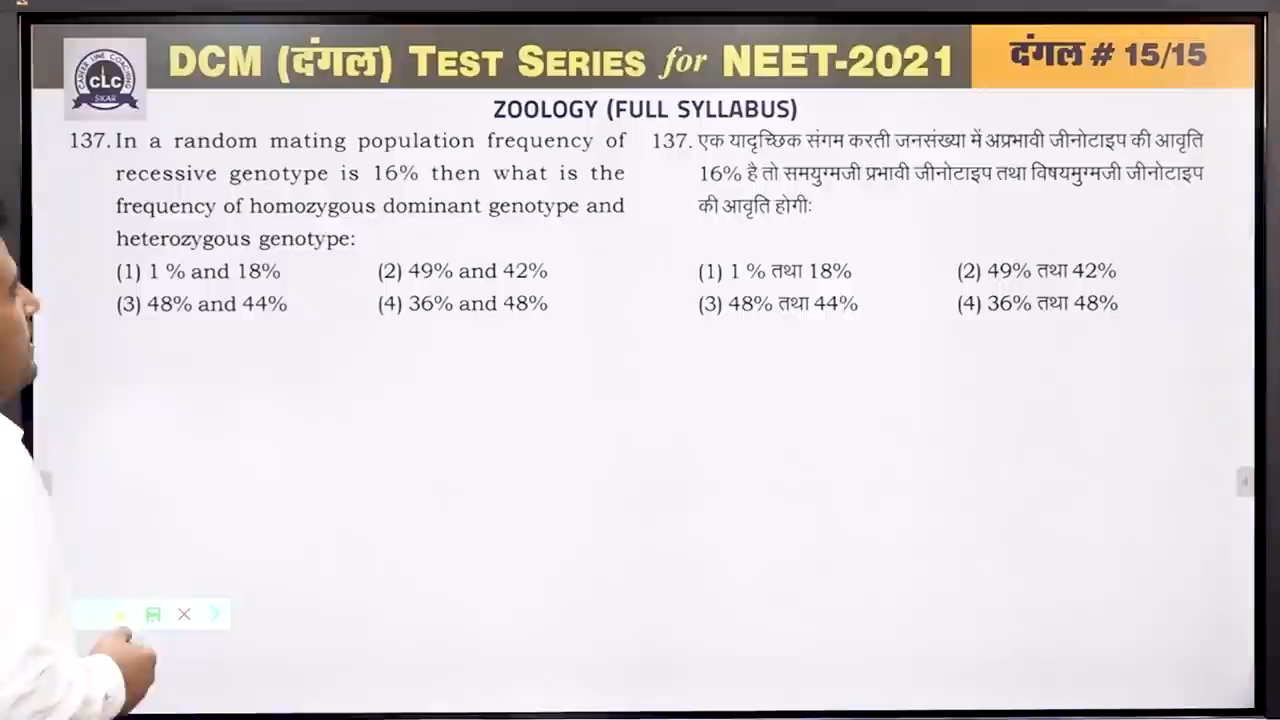 DCM (दंगल) TEST SERIES for NEET-2021
दंगल # 15/15
CAREER LINE COACHING
CLC
SIKAR
ZOOLOGY (FULL SYLLABUS)
137. In a random mating population frequency of
recessive genotype is 16% then what is the
frequency of homozygous dominant genotype and
heterozygous genotype:
(1) 1 % and 18% (2) 49% and 42%
(3) 48% and 44% (4) 36% and 48%
137. एक यादृच्छिक संगम करती जनसंख्या में अप्रभावी जीनोटाइप की आवृति
16% है तो समयुग्मजी प्रभावी जीनोटाइप तथा विषयमुग्मजी जीनोटाइप
की आवृति होगीः
(1) 1 % तथा 18% (2) 49% तथा 42%
(3) 48% तथा 44% (4) 36% तथा 48%